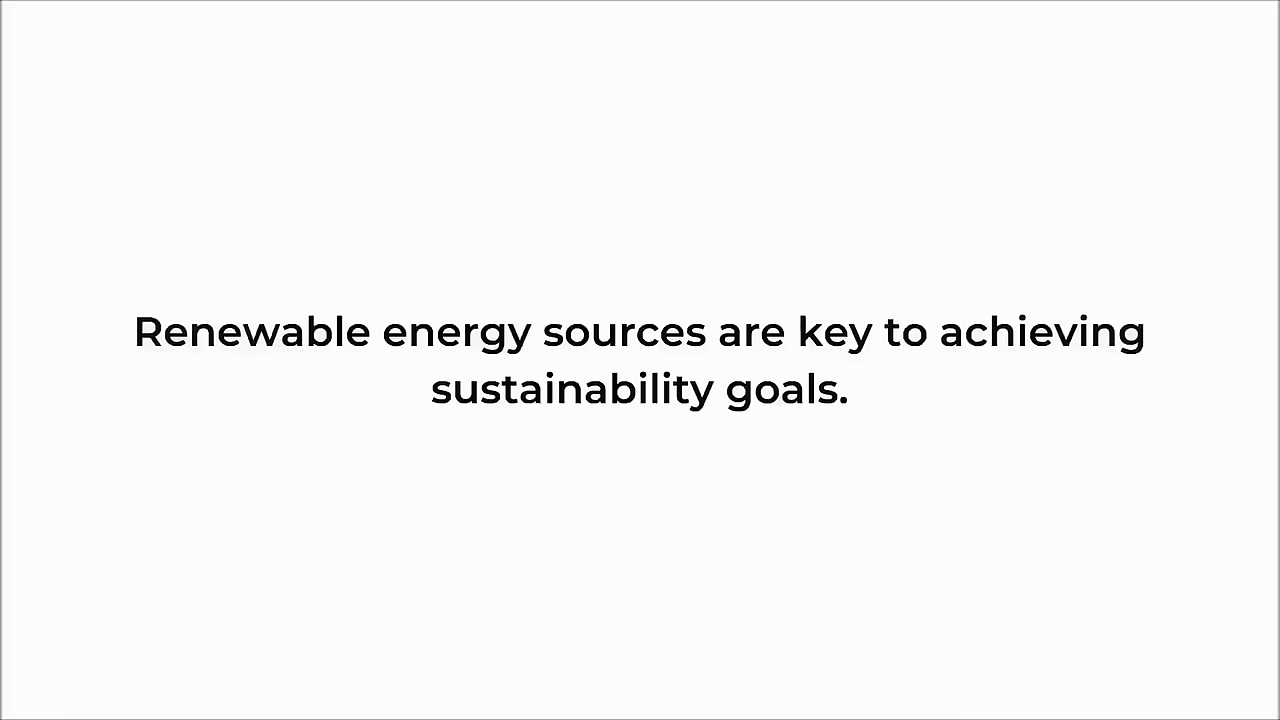 Renewable energy sources are key to achieving
sustainability goals.